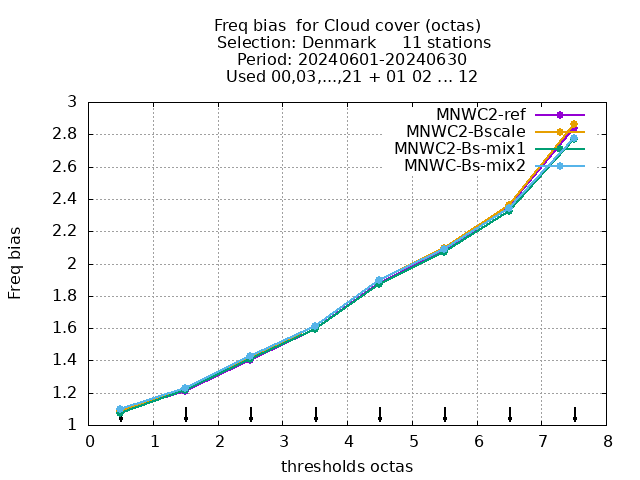 Freq bias  for Cloud cover (octas)
Selection: Denmark     11 stations
Period: 20240601-20240630
Used 00,03,...,21 + 01 02 ... 12
MNWC2-ref
MNWC2-Bscale
MNWC2-Bs-mix1
MNWC-Bs-mix2
3
2.8
2.6
2.4
2.2
2
1.8
1.6
1.4
1.2
1
Freq bias
0 1 2 3 4 5 6 7 8
thresholds octas